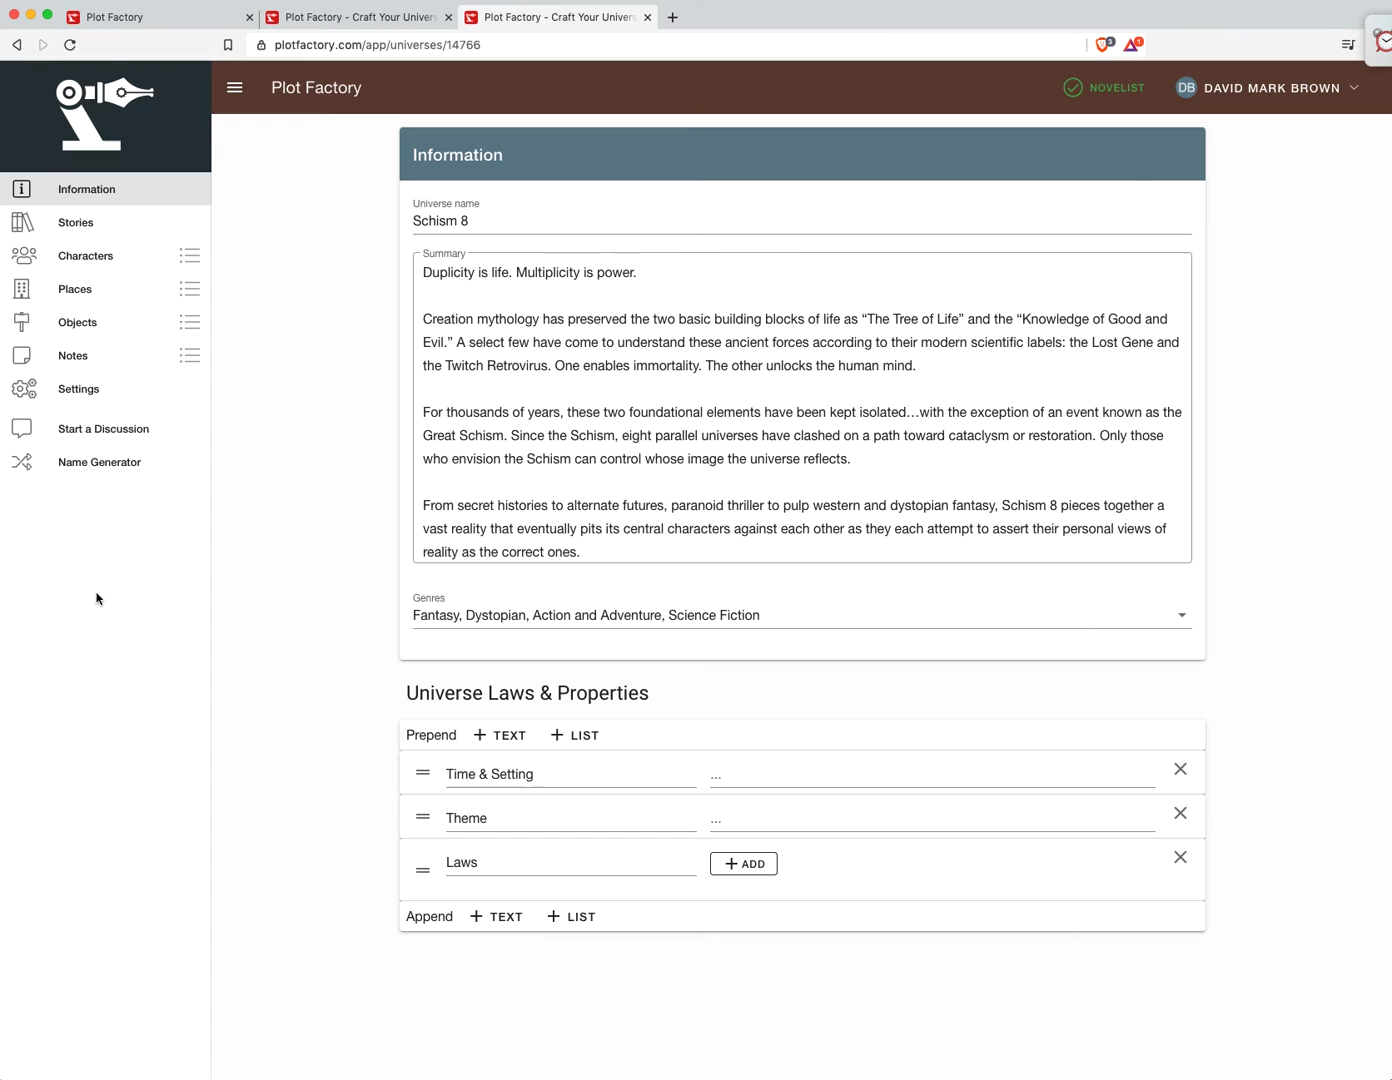 Plot Factory
Plot Factory - Craft Your Univers
Plot Factory - Craft Your Univers
plotfactory.com/app/universes/14766
3
1
Plot Factory
NOVELIST
DB DAVID MARK BROWN
Information
Stories
Characters
Places
Objects
Notes
Settings
Start a Discussion
Name Generator
Information
Universe name
Schism 8
Summary
Duplicity is life. Multiplicity is power.
Creation mythology has preserved the two basic building blocks of life as “The Tree of Life” and the “Knowledge of Good and
Evil.” A select few have come to understand these ancient forces according to their modern scientific labels: the Lost Gene and
the Twitch Retrovirus. One enables immortality. The other unlocks the human mind.
For thousands of years, these two foundational elements have been kept isolated…with the exception of an event known as the
Great Schism. Since the Schism, eight parallel universes have clashed on a path toward cataclysm or restoration. Only those
who envision the Schism can control whose image the universe reflects.
From secret histories to alternate futures, paranoid thriller to pulp western and dystopian fantasy, Schism 8 pieces together a
vast reality that eventually pits its central characters against each other as they each attempt to assert their personal views of
reality as the correct ones.
Genres
Fantasy, Dystopian, Action and Adventure, Science Fiction
Universe Laws & Properties
Prepend + TEXT + LIST
Time & Setting ...
Theme ...
Laws + ADD
Append + TEXT + LIST